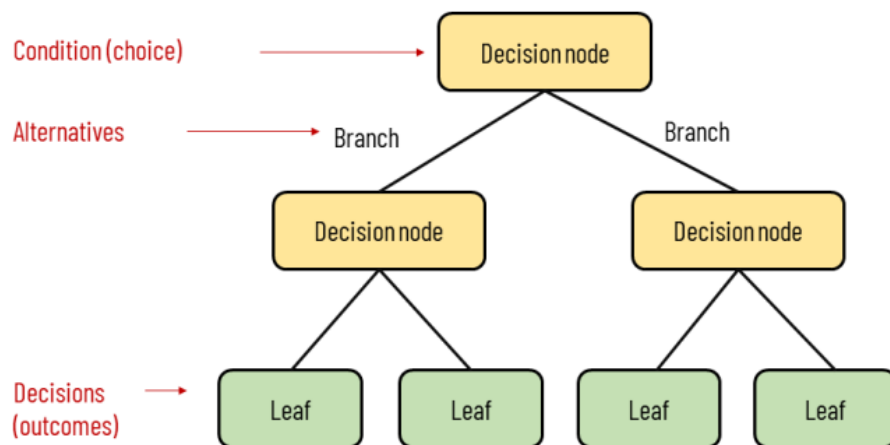 Condition (choice)
Decision node
Alternatives
Branch
Branch
Decision node
Decision node
Decisions
(outcomes)
Leaf
Leaf
Leaf
Leaf